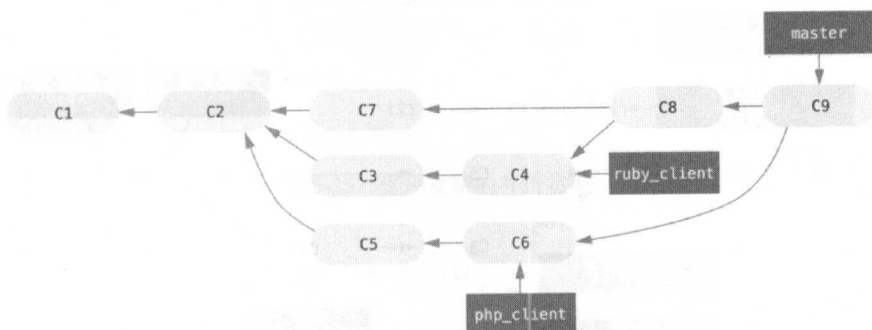 master
C1 C2 C7 C8 C9
C3 C4 ruby_client
C5 C6
php_client